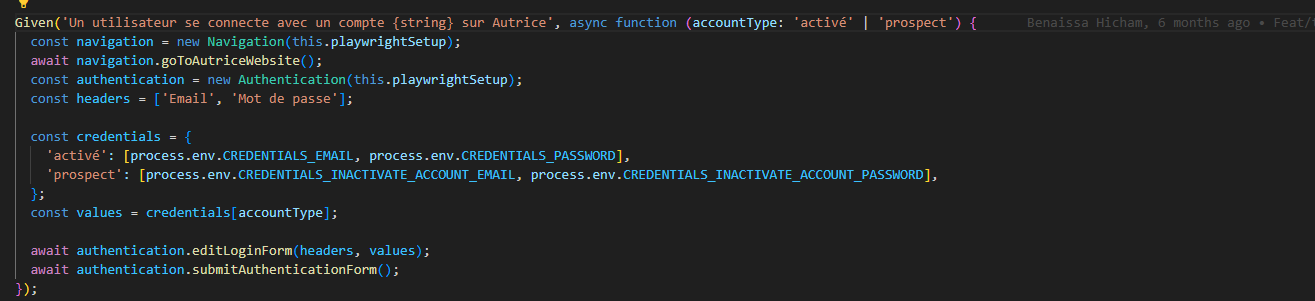 Given('Un utilisateur se connecte avec un compte {string} sur Autrice', async function (accountType: 'activé' | 'prospect') { Benaissa Hicham, 6 months ago • Feat/
const navigation = new Navigation(this.playwrightSetup);
await navigation.goToAutriceWebsite();
const authentication = new Authentication(this.playwrightSetup);
const headers = ['Email', 'Mot de passe'];
const credentials = {
'activé': [process.env.CREDENTIALS_EMAIL, process.env.CREDENTIALS_PASSWORD],
'prospect': [process.env.CREDENTIALS_INACTIVATE_ACCOUNT_EMAIL, process.env.CREDENTIALS_INACTIVATE_ACCOUNT_PASSWORD],
};
const values = credentials[accountType];
await authentication.editLoginForm(headers, values);
await authentication.submitAuthenticationForm();
});